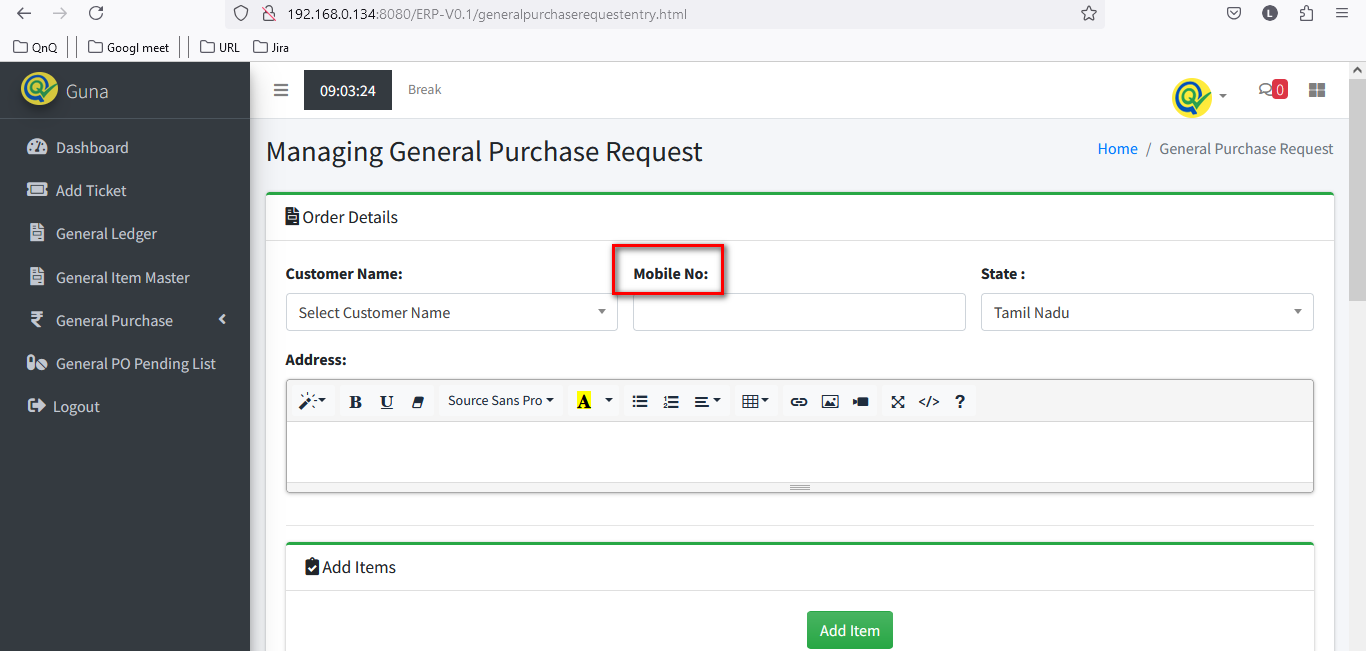 192.168.0.134:8080/ERP-V0.1/generalpurchaserequestentry.html
L
QnQ
Googl meet
URL
Jira
Guna
09:03:24
Break
0
Dashboard
Add Ticket
General Ledger
General Item Master
General Purchase
General PO Pending List
Logout
Managing General Purchase Request
Home / General Purchase Request
Order Details
Customer Name:
Mobile No:
State :
Select Customer Name
Tamil Nadu
Address:
B U Source Sans Pro A </> ?
Add Items
Add Item